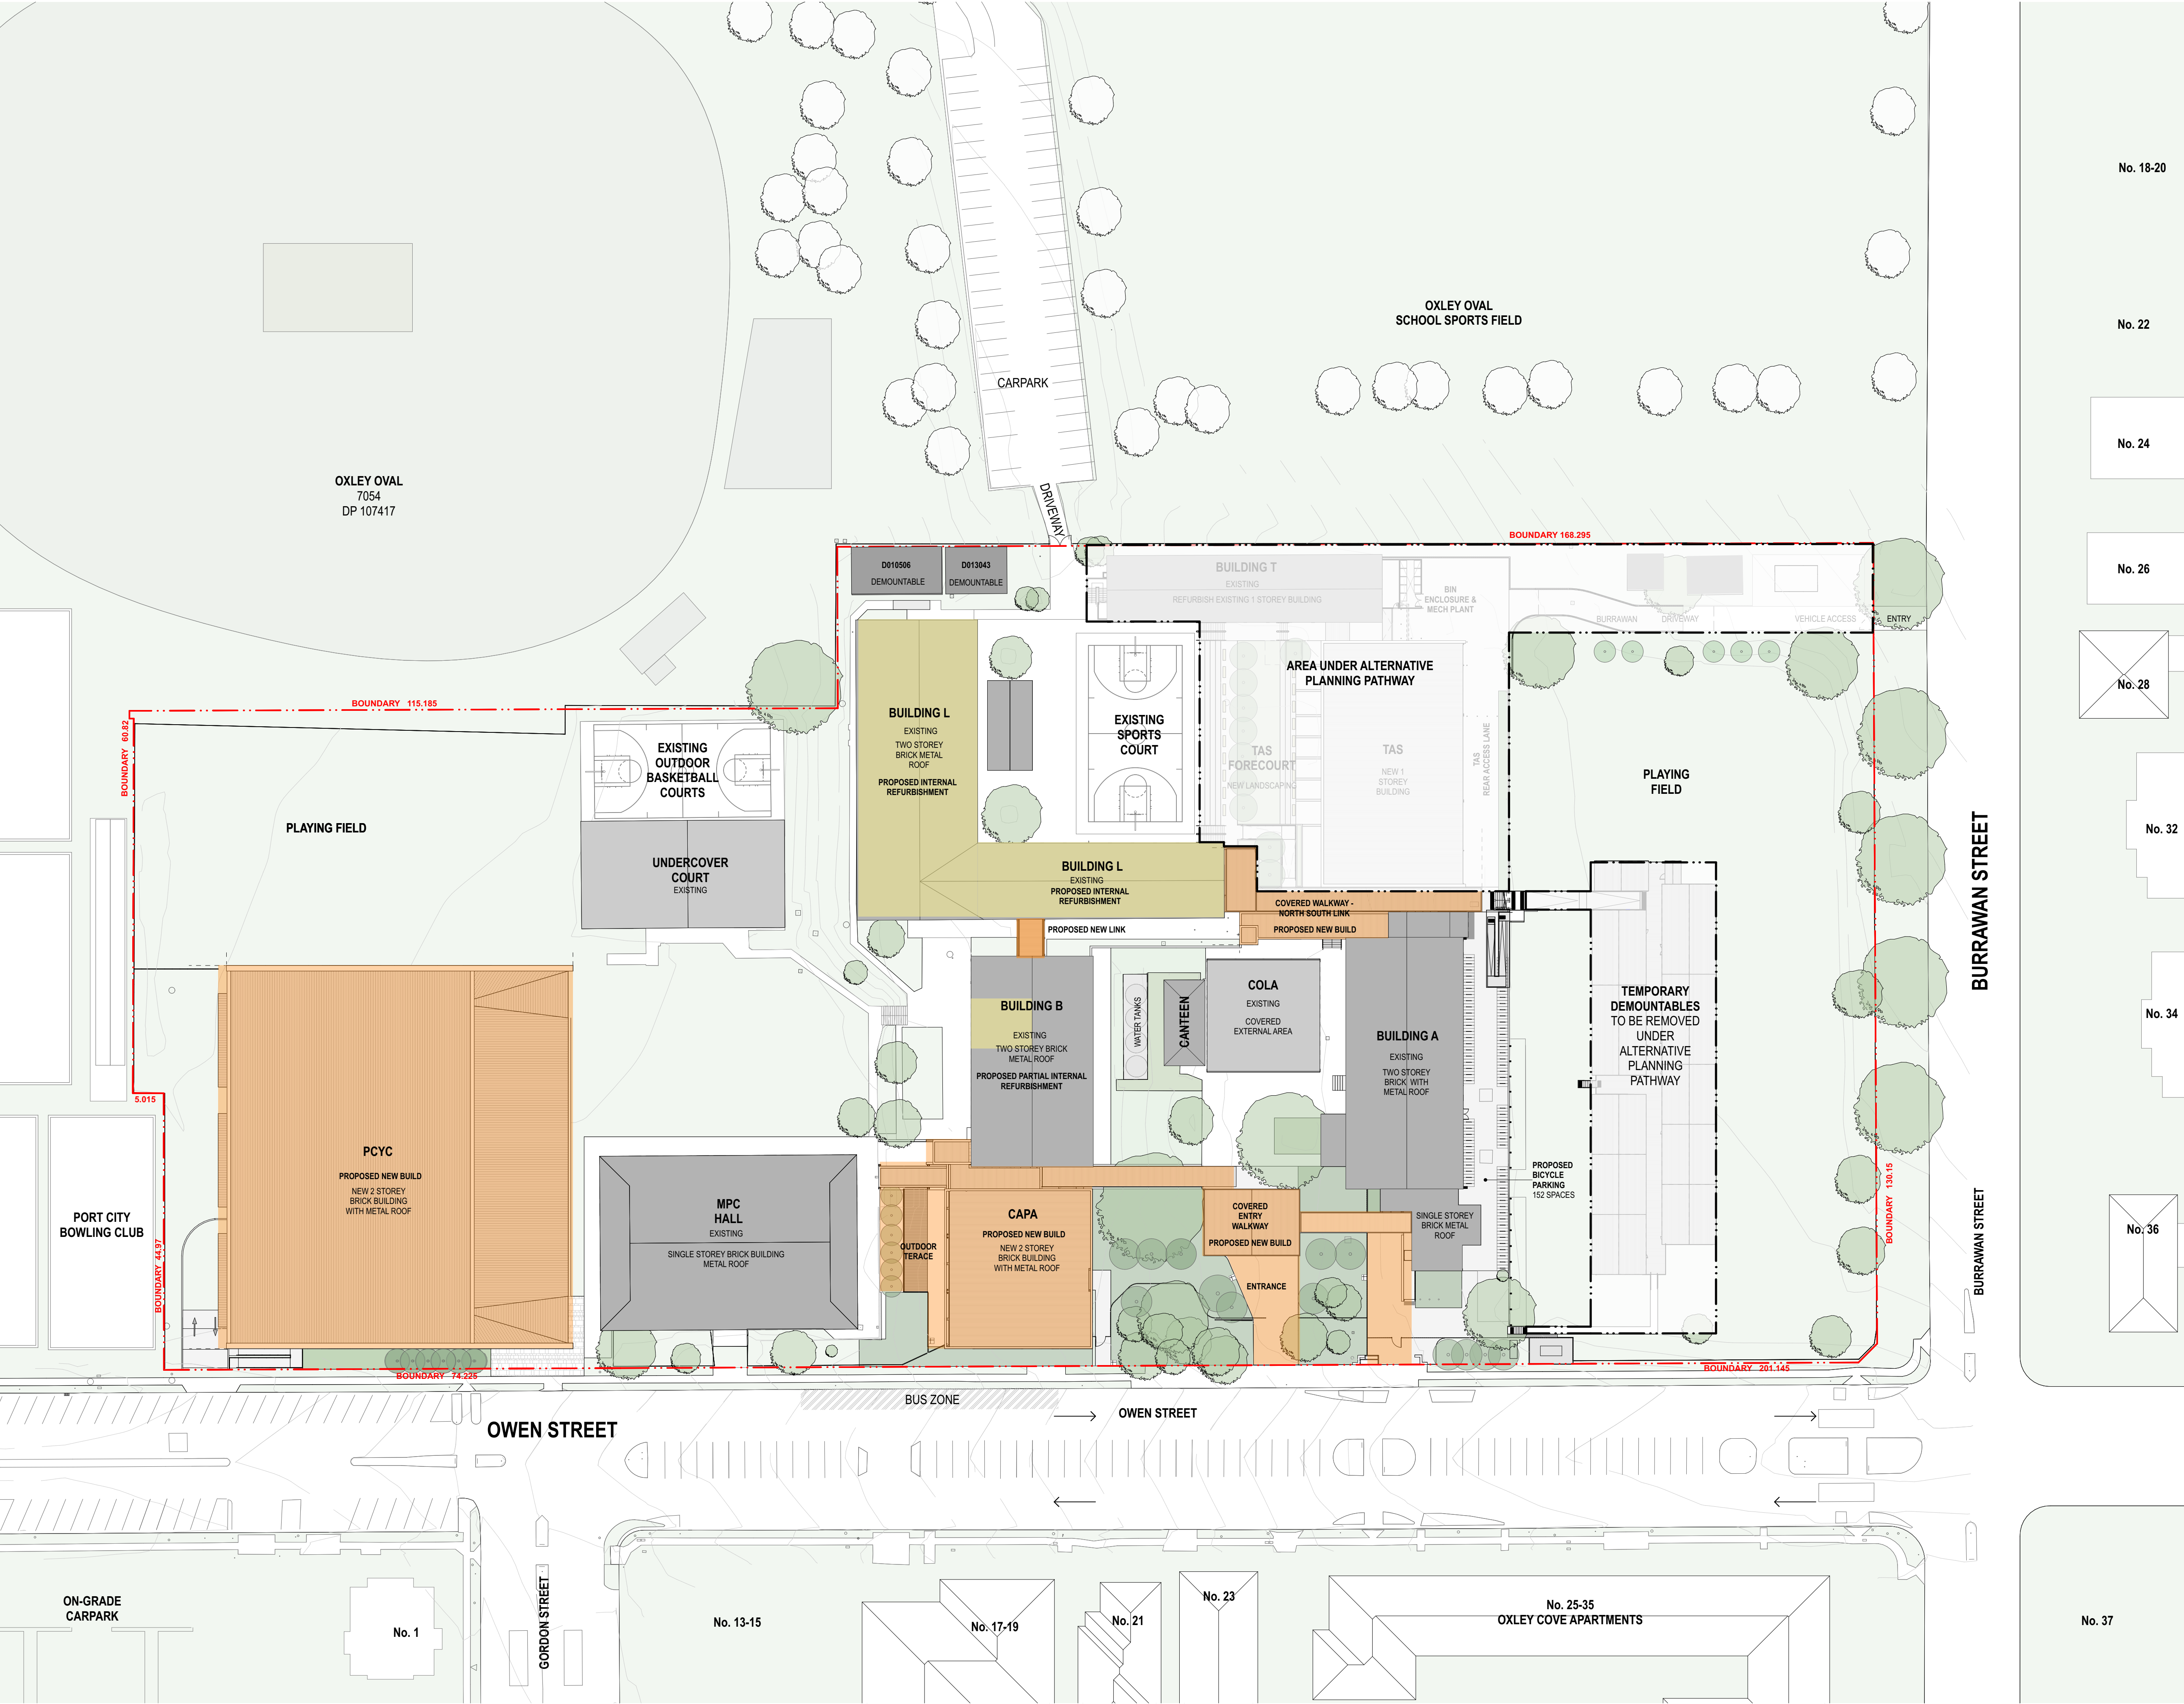 No. 18-20
OXLEY OVAL
SCHOOL SPORTS FIELD
No. 22
CARPARK
No. 24
OXLEY OVAL
7054
DP 107417
DRIVEWAY
BOUNDARY 168.295
D010506
DEMOUNTABLE
D013043
DEMOUNTABLE
BUILDING T
EXISTING
REFURBISH EXISTING 1 STOREY BUILDING
BIN
ENCLOSURE &
MECH PLANT
BURRAWAN
DRIVEWAY
VEHICLE ACCESS
ENTRY
No. 26
AREA UNDER ALTERNATIVE
PLANNING PATHWAY
No. 28
BOUNDARY 115.185
BOUNDARY 60.82
BUILDING L
EXISTING
TWO STOREY
BRICK METAL
ROOF
PROPOSED INTERNAL
REFURBISHMENT
EXISTING
SPORTS
COURT
EXISTING
OUTDOOR
BASKETBALL
COURTS
TAS
FORECOURT
NEW LANDSCAPING
TAS
NEW 1
STOREY
BUILDING
TAS
REAR ACCESS LANE
PLAYING
FIELD
PLAYING FIELD
No. 32
UNDERCOVER
COURT
EXISTING
BUILDING L
EXISTING
PROPOSED INTERNAL
REFURBISHMENT
COVERED WALKWAY -
NORTH SOUTH LINK
PROPOSED NEW BUILD
PROPOSED NEW LINK
BURRAWAN STREET
BUILDING B
EXISTING
TWO STOREY BRICK
METAL ROOF
PROPOSED PARTIAL INTERNAL
REFURBISHMENT
WATER TANKS
CANTEEN
COLA
EXISTING
COVERED
EXTERNAL AREA
BUILDING A
EXISTING
TWO STOREY
BRICK WITH
METAL ROOF
TEMPORARY
DEMOUNTABLES
TO BE REMOVED
UNDER
ALTERNATIVE
PLANNING
PATHWAY
No. 34
5.015
PCYC
PROPOSED NEW BUILD
NEW 2 STOREY
BRICK BUILDING
WITH METAL ROOF
PORT CITY
BOWLING CLUB
BOUNDARY 44.97
MPC
HALL
EXISTING
SINGLE STOREY BRICK BUILDING
METAL ROOF
OUTDOOR
TERACE
CAPA
PROPOSED NEW BUILD
NEW 2 STOREY
BRICK BUILDING
WITH METAL ROOF
COVERED
ENTRY
WALKWAY
PROPOSED NEW BUILD
ENTRANCE
SINGLE STOREY
BRICK METAL
ROOF
PROPOSED
BICYCLE
PARKING
152 SPACES
BOUNDARY 130.15
BURRAWAN STREET
No. 36
BOUNDARY 74.225
BOUNDARY 201.145
BUS ZONE
OWEN STREET
OWEN STREET
ON-GRADE
CARPARK
No. 1
GORDON STREET
No. 13-15
No. 17-19
No. 21
No. 23
No. 25-35
OXLEY COVE APARTMENTS
No. 37